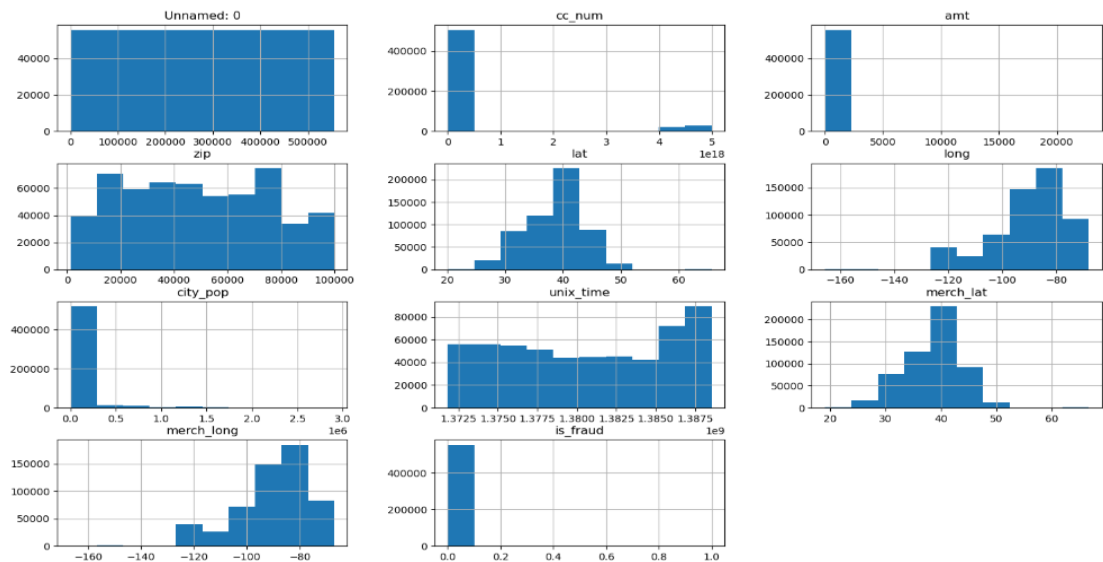 Unnamed: 0
cc_num
amt
40000
20000
0
0 100000 200000 300000 400000 500000
400000
200000
0
0 1 2 3 4 5
1e18
400000
200000
0
0 5000 10000 15000 20000
zip
lat
long
60000
40000
20000
0
0 20000 40000 60000 80000 100000
200000
150000
100000
50000
0
20 30 40 50 60
150000
100000
50000
0
−160 −140 −120 −100 −80
city_pop
unix_time
merch_lat
400000
200000
0
0.0 0.5 1.0 1.5 2.0 2.5 3.0
1e6
80000
60000
40000
20000
0
1.3725 1.3750 1.3775 1.3800 1.3825 1.3850 1.3875
1e9
200000
150000
100000
50000
0
20 30 40 50 60
merch_long
is_fraud
150000
100000
50000
0
−160 −140 −120 −100 −80
400000
200000
0
0.0 0.2 0.4 0.6 0.8 1.0